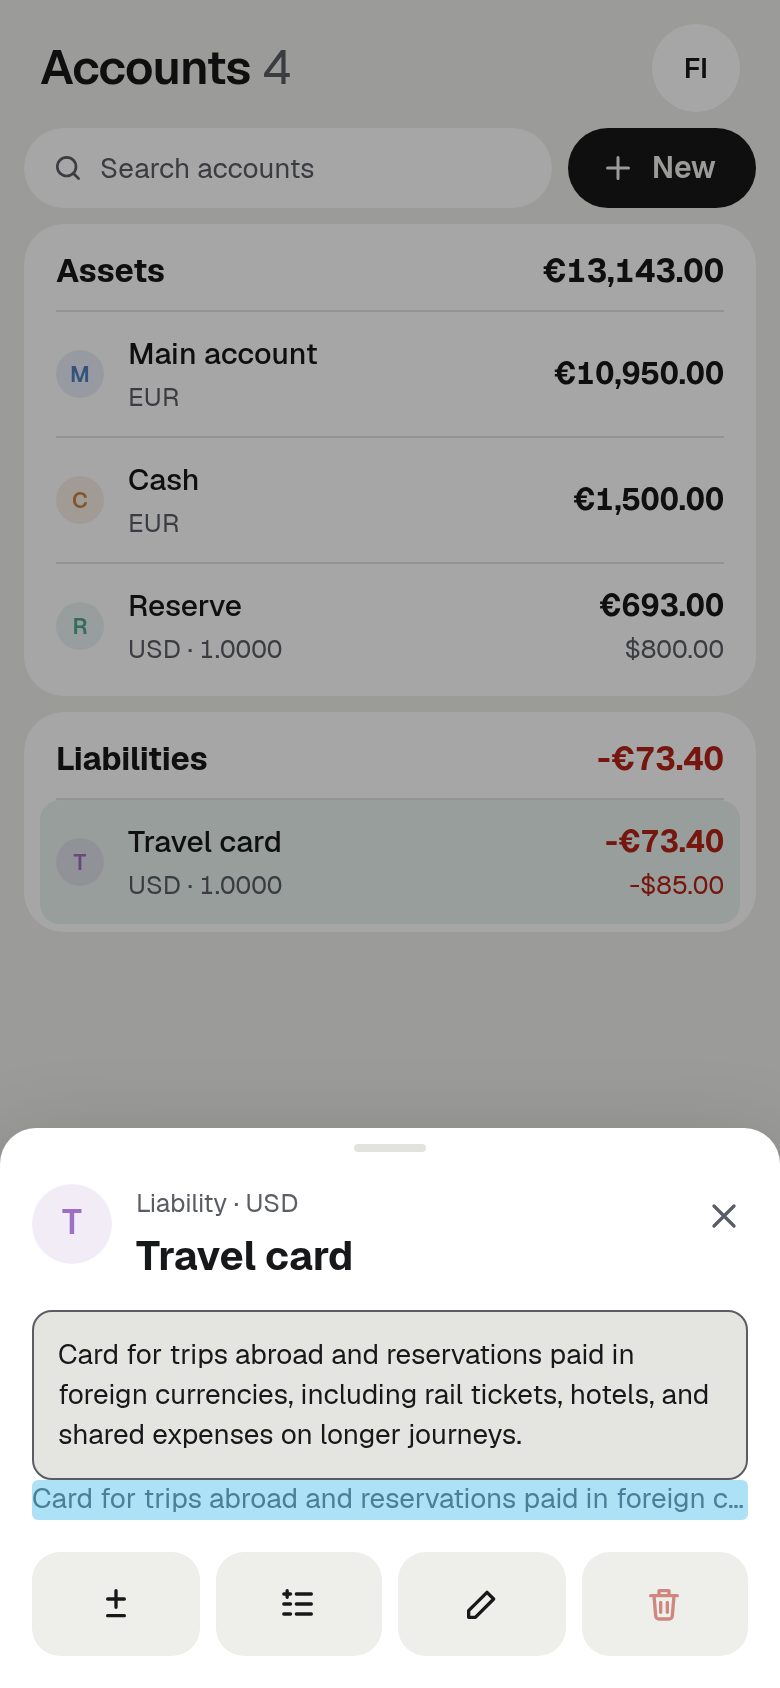 Accounts 4
FI
Search accounts
New
Assets €13,143.00
M
Main account
EUR
€10,950.00
C
Cash
EUR
€1,500.00
R
Reserve
USD · 1.0000
€693.00
$800.00
Liabilities -€73.40
T
Travel card
USD · 1.0000
-€73.40
-$85.00
T
Liability · USD
Travel card
Card for trips abroad and reservations paid in
foreign currencies, including rail tickets, hotels, and
shared expenses on longer journeys.
Card for trips abroad and reservations paid in foreign c...